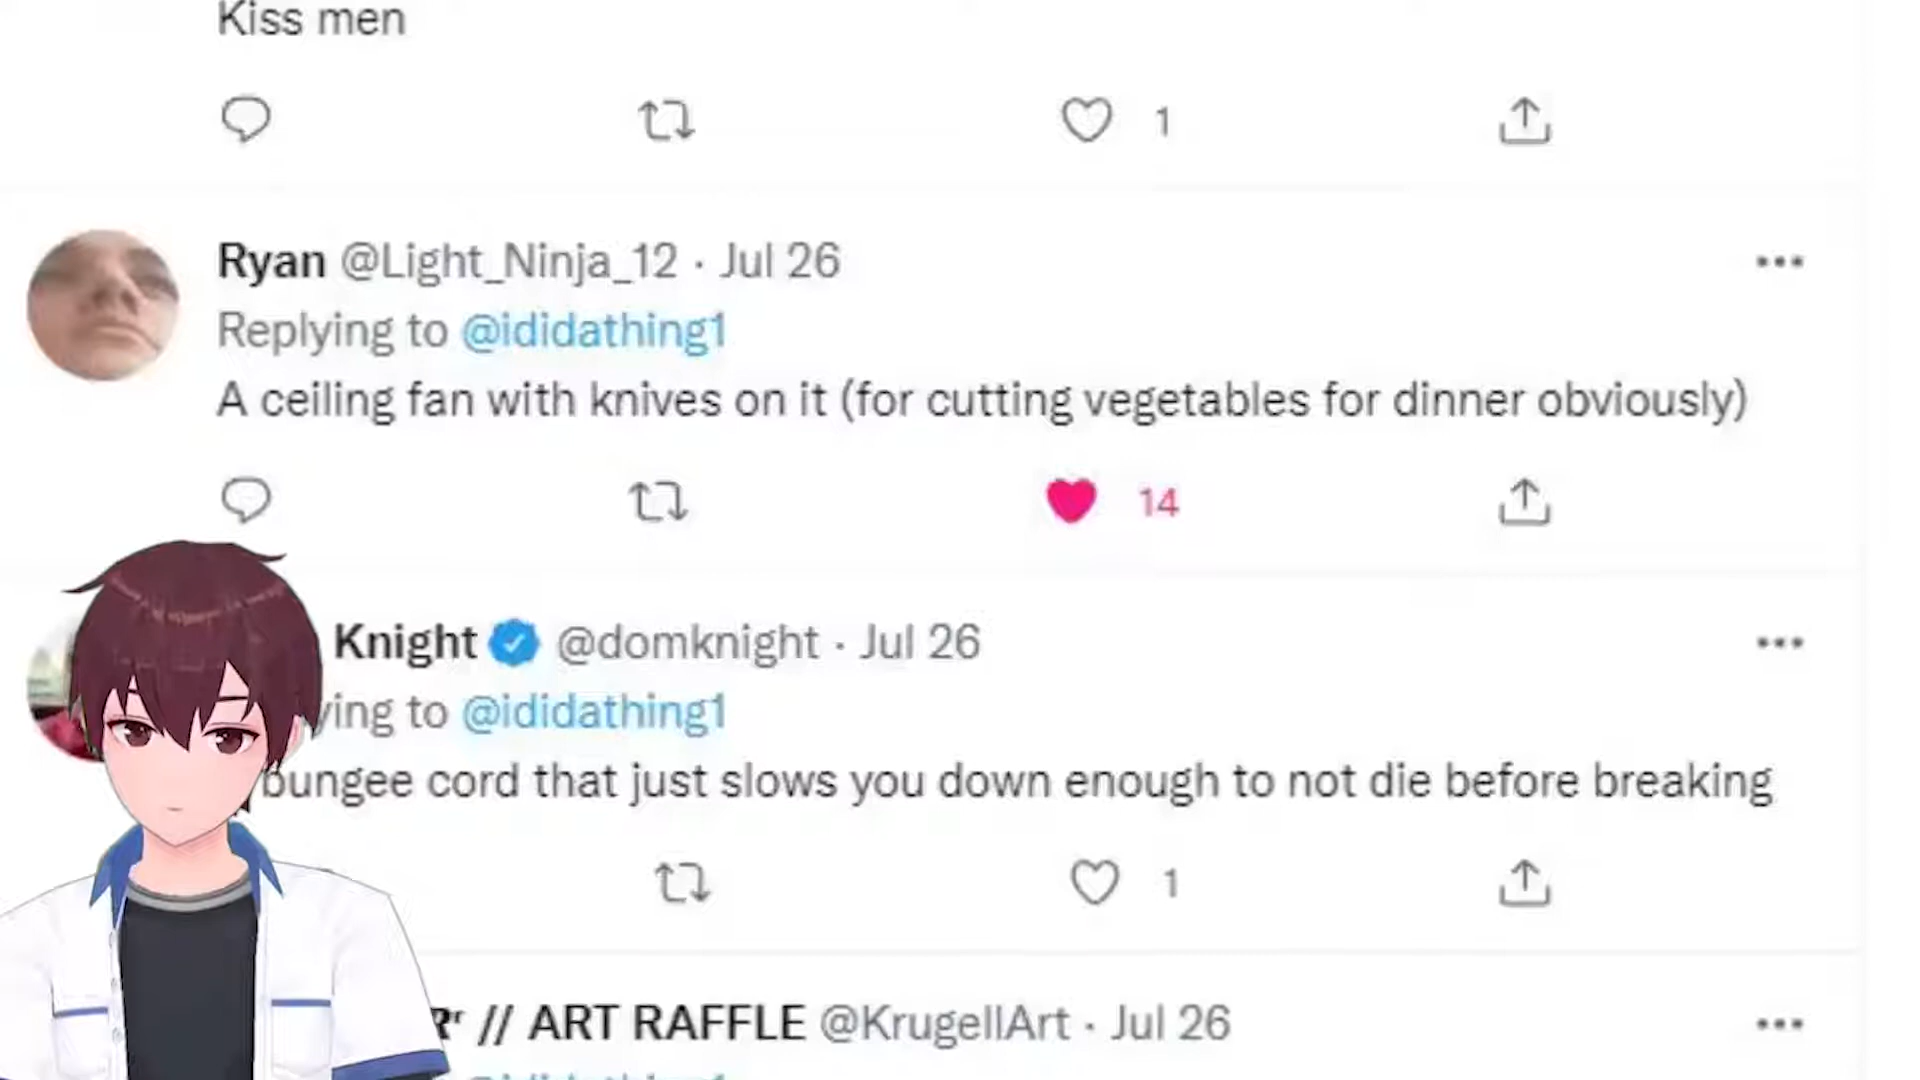 Kiss men
1
Ryan @Light_Ninja_12 · Jul 26
Replying to @ididathing1
A ceiling fan with knives on it (for cutting vegetables for dinner obviously)
14
Knight @domknight · Jul 26
ying to @ididathing1
bungee cord that just slows you down enough to not die before breaking
1
// ART RAFFLE @KrugellArt · Jul 26